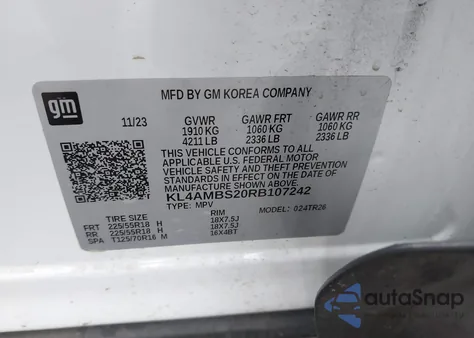 gm
MFD BY GM KOREA COMPANY
11/23 GVWR GAWR FRT GAWR RR
1910 KG 1060 KG 1060 KG
4211 LB 2336 LB 2336 LB
THIS VEHICLE CONFORMS TO ALL
APPLICABLE U.S. FEDERAL MOTOR
VEHICLE SAFETY AND THEFT PREVENTION
STANDARDS IN EFFECT ON THE DATE OF
MANUFACTURE SHOWN ABOVE.
KL4AMBS20RB107242
TYPE: MPV MODEL: 024TR26
TIRE SIZE RIM
FRT 225/55R18 H 18X7.5J
RR 225/55R18 H 18X7.5J
SPA T125/70R16 M 16X4BT
autoSnap
www.autosnap.com